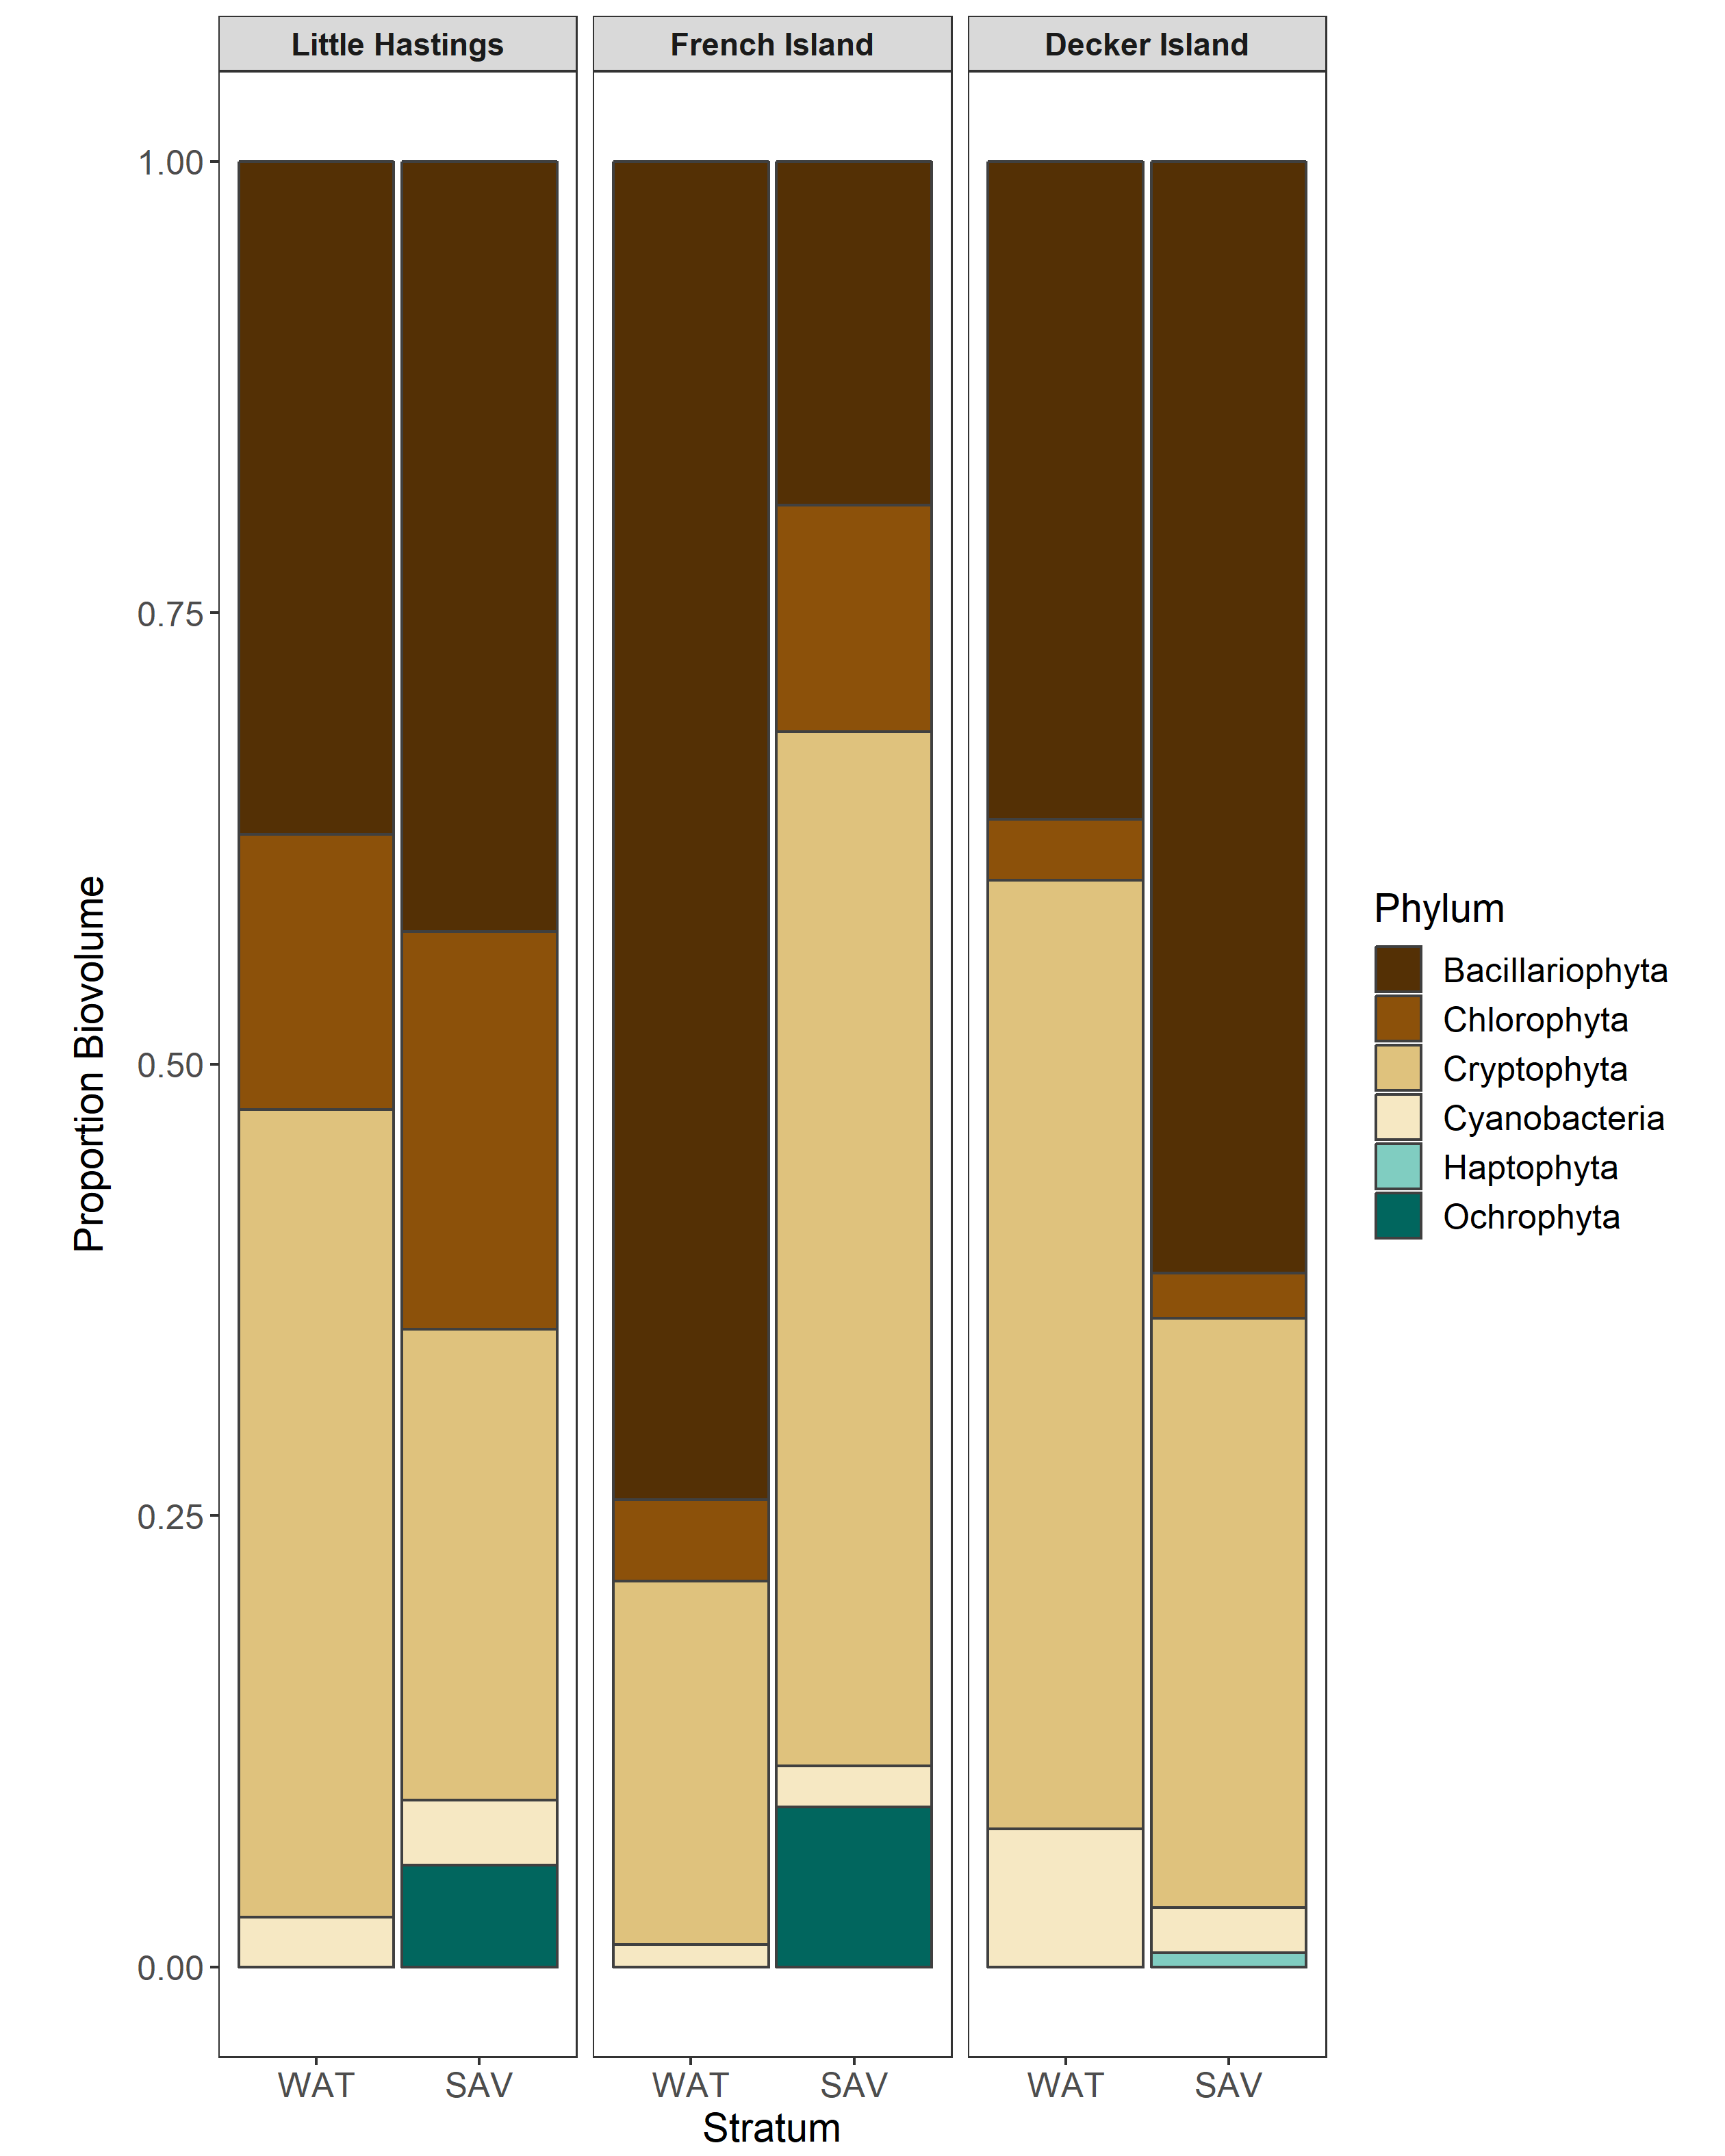 Little Hastings
French Island
Decker Island
1.00
0.75
0.50
0.25
0.00
Proportion Biovolume
WAT
SAV
WAT
SAV
WAT
SAV
Stratum
Phylum
Bacillariophyta
Chlorophyta
Cryptophyta
Cyanobacteria
Haptophyta
Ochrophyta